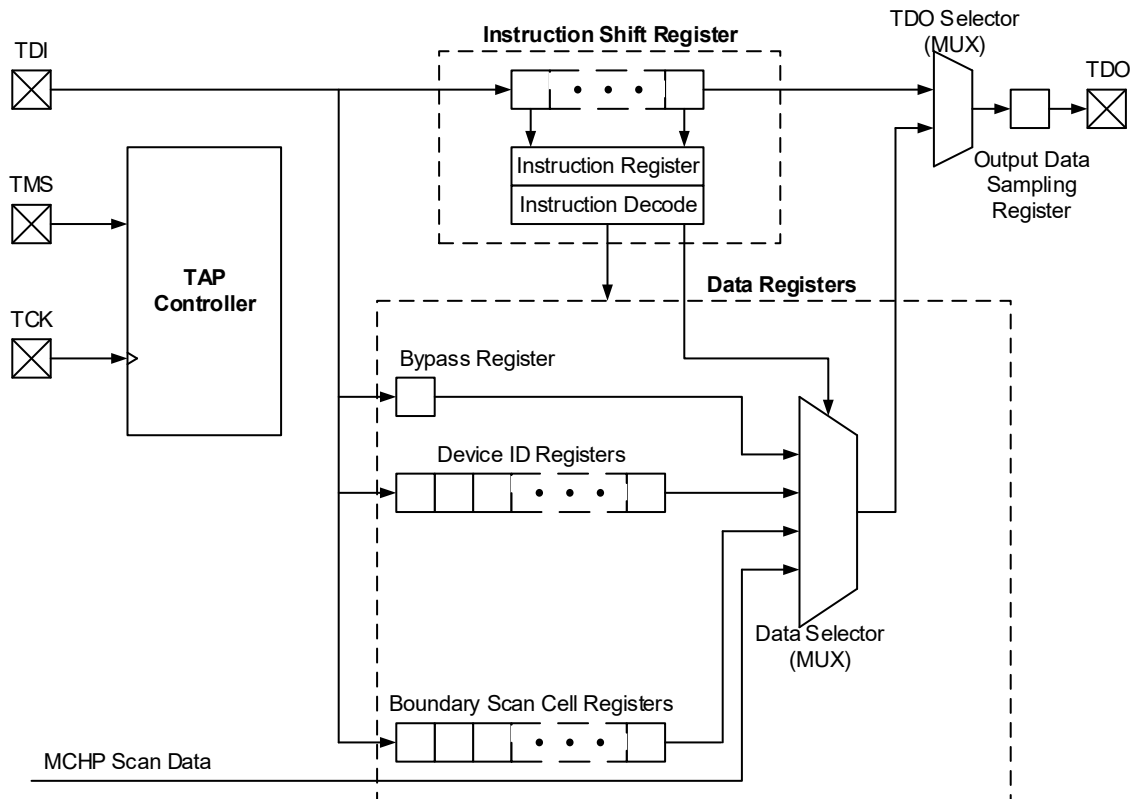 TDO Selector
(MUX)
Instruction Shift Register
TDI
TDO
Instruction Register
Instruction Decode
Output Data
Sampling
Register
TMS
TAP
Controller
Data Registers
TCK
Bypass Register
Device ID Registers
Data Selector
(MUX)
Boundary Scan Cell Registers
MCHP Scan Data